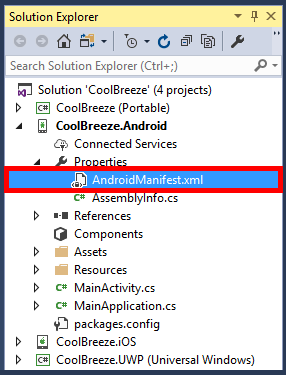 Solution Explorer
Search Solution Explorer (Ctrl+;)
Solution 'CoolBreeze' (4 projects)
C# CoolBreeze (Portable)
CoolBreeze.Android
Connected Services
Properties
AndroidManifest.xml
C# AssemblyInfo.cs
References
Components
Assets
Resources
C# MainActivity.cs
C# MainApplication.cs
packages.config
CoolBreeze.iOS
C# CoolBreeze.UWP (Universal Windows)